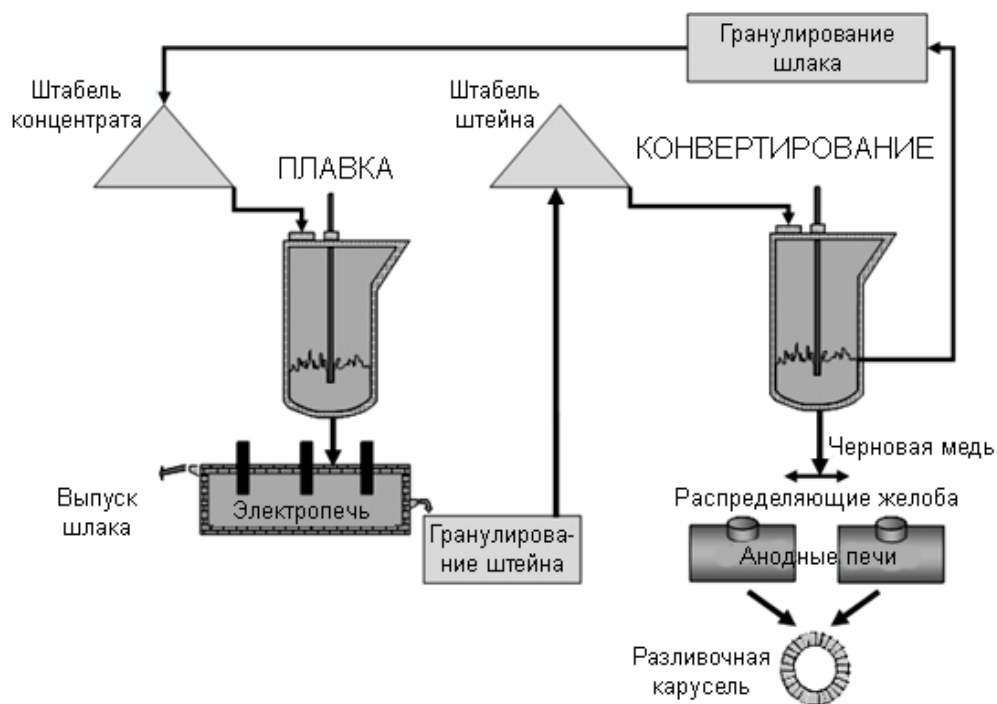 Гранулирование
шлака
Штабель
концентрата
Штабель
штейна
ПЛАВКА
КОНВЕРТИРОВАНИЕ
Черновая медь
Выпуск
шлака
Электропечь
Гранулирова-
ние штейна
Распределяющие желоба
Анодные печи
Разливочная
карусель